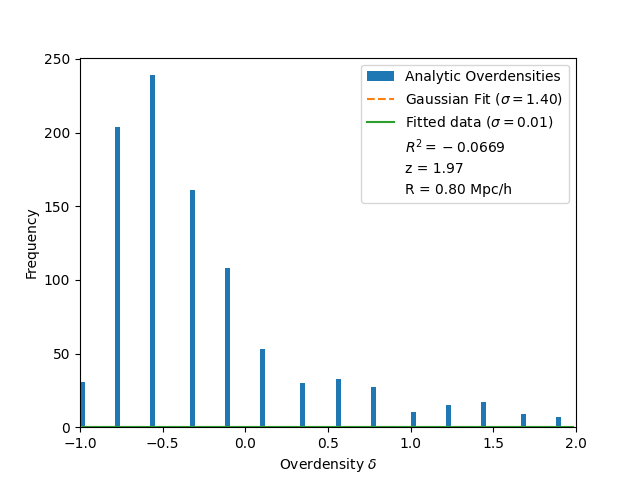 250
200
150
100
50
0
Frequency
−1.0 −0.5 0.0 0.5 1.0 1.5 2.0
Overdensity δ
Analytic Overdensities
Gaussian Fit (σ = 1.40)
Fitted data (σ = 0.01)
R² = −0.0669
z = 1.97
R = 0.80 Mpc/h